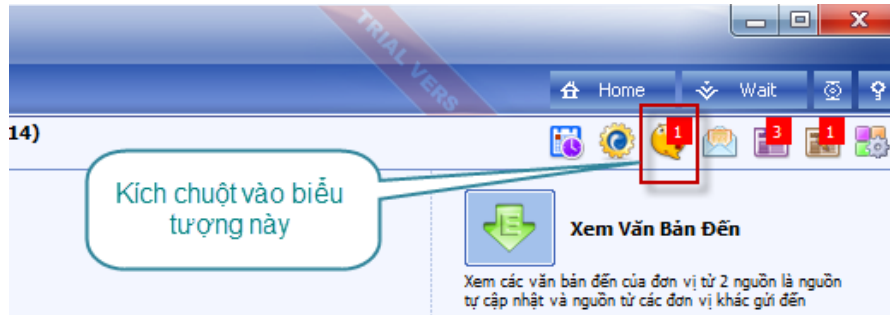 TRIAL VERS
Home
Wait
14)
1
3
1
Kích chuột vào biểu
tượng này
Xem Văn Bản Đến
Xem các văn bản đến của đơn vị từ 2 nguồn là nguồn
tự cập nhật và nguồn từ các đơn vị khác gửi đến